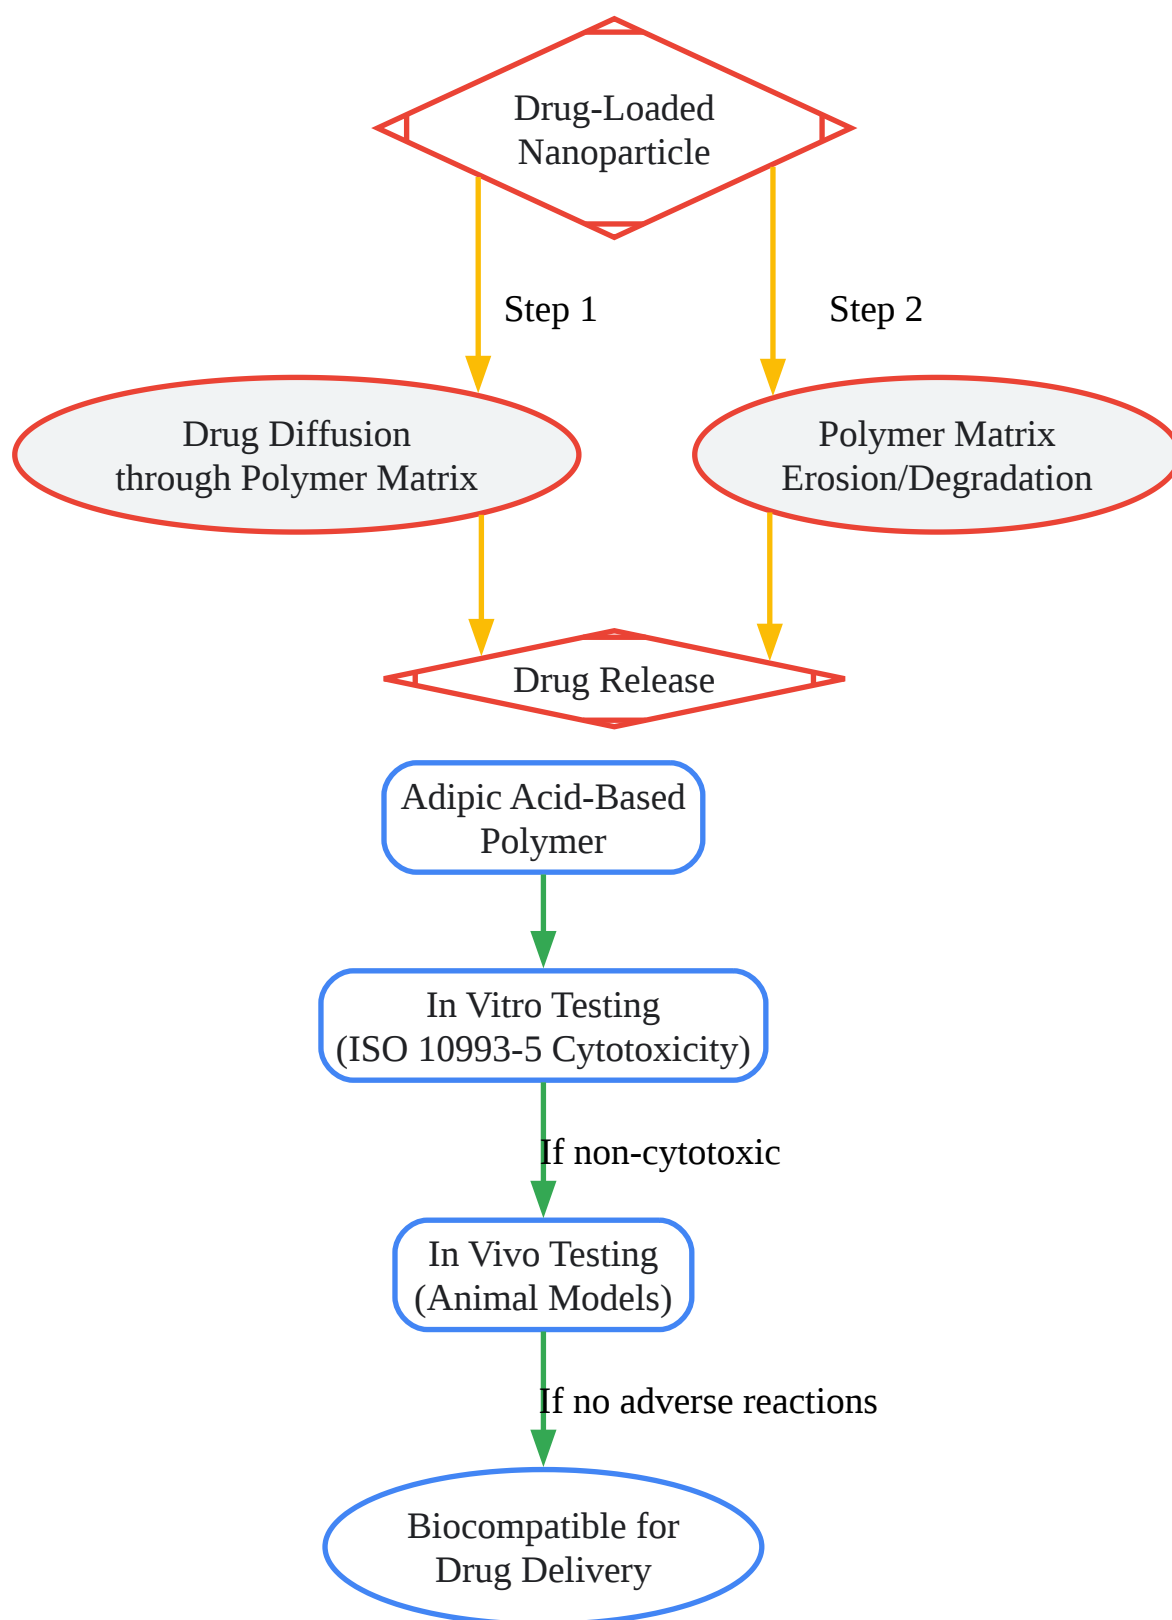 Drug-Loaded
Nanoparticle
Step 1
Step 2
Drug Diffusion
through Polymer Matrix
Polymer Matrix
Erosion/Degradation
Drug Release
Adipic Acid-Based
Polymer
In Vitro Testing
(ISO 10993-5 Cytotoxicity)
If non-cytotoxic
In Vivo Testing
(Animal Models)
If no adverse reactions
Biocompatible for
Drug Delivery